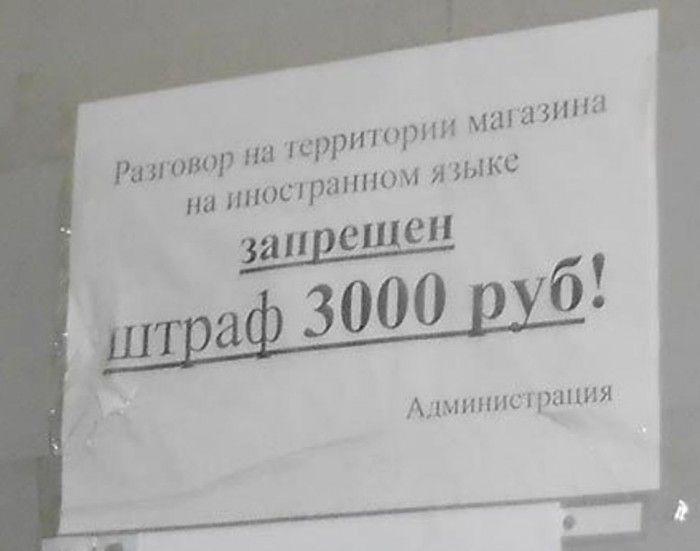 Разговор на территории магазина
на иностранном языке
запрещен
штраф 3000 руб!
Администрация